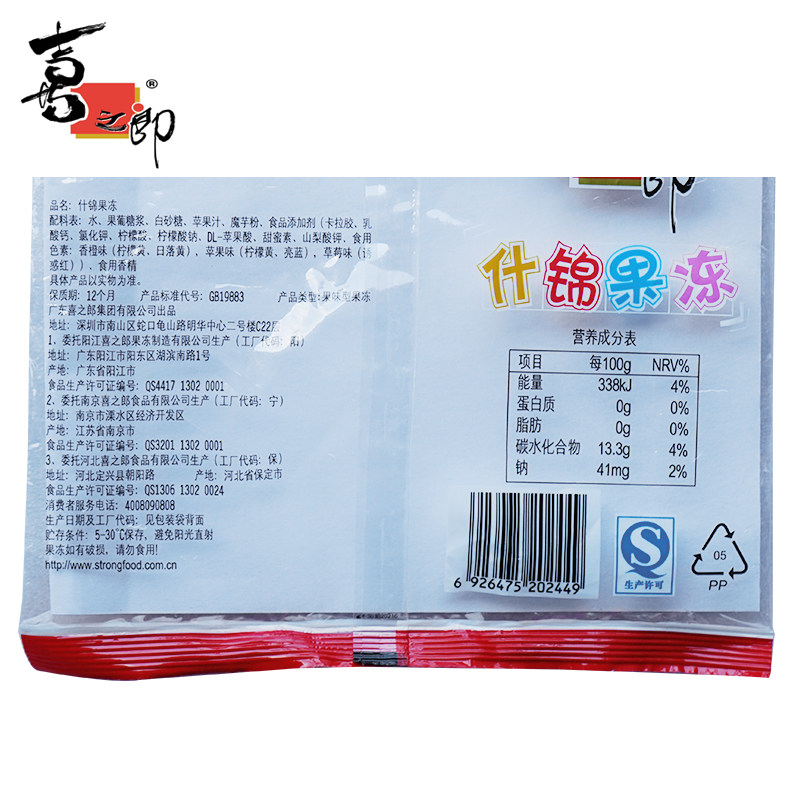 喜之郎®
品名: 什锦果冻
配料表: 水、果葡糖浆、白砂糖、苹果汁、魔芋粉、食品添加剂(卡拉胶、乳
酸钙、氯化钾、柠檬酸、柠檬酸钠、DL-苹果酸、甜蜜素、山梨酸钾、食用
色素: 香橙味(柠檬黄、日落黄)、苹果味(柠檬黄、亮蓝)、草莓味(诱
惑红))、食用香精
具体产品以实物为准。
保质期: 12个月 产品标准代号: GB19883 产品类型:果味型果冻
广东喜之郎集团有限公司出品
地址: 深圳市南山区蛇口龟山路明华中心二号楼C22层
1、委托阳江喜之郎果冻制造有限公司生产(工厂代码: 阳)
地址: 广东阳江市阳东区湖滨南路1号
产地: 广东省阳江市
食品生产许可证编号: QS4417 1302 0001
2、委托南京喜之郎食品有限公司生产(工厂代码: 宁)
地址: 南京市溧水区经济开发区
产地: 江苏省南京市
食品生产许可证编号: QS3201 1302 0001
3、委托河北喜之郎食品有限公司生产(工厂代码: 保)
地址: 河北定兴县朝阳路 产地: 河北省保定市
食品生产许可证编号: QS1306 1302 0024
消费者服务电话: 4008090808
生产日期及工厂代码: 见包装袋背面
贮存条件: 5-30℃保存, 避免阳光直射
果冻如有破损, 请勿食用!
http://www.strongfood.com.cn
郎
什锦果冻
营养成分表
项目 每100g NRV%
能量 338kJ 4%
蛋白质 0g 0%
脂肪 0g 0%
碳水化合物 13.3g 4%
钠 41mg 2%
6 926475 202449
生产许可
05
PP